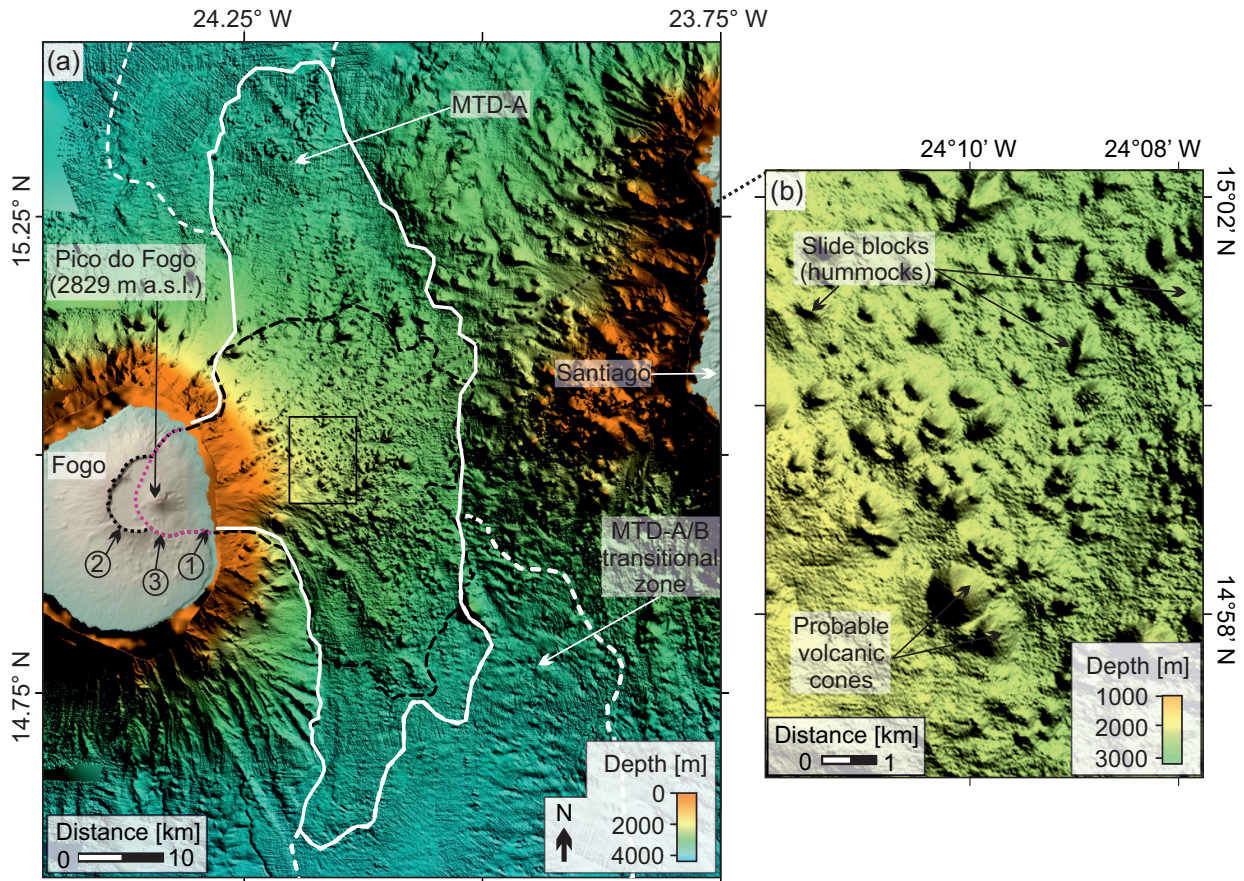 24.25° W
23.75° W
(a)
MTD-A
15.25° N
Pico do Fogo
(2829 m a.s.l.)
Santiago
Fogo
MTD-A/B
transitional
zone
2
3
1
14.75° N
Depth [m]
0
2000
4000
N
Distance [km]
0 10
24°10’ W
24°08’ W
(b)
15°02’ N
Slide blocks
(hummocks)
14°58’ N
Probable
volcanic
cones
Depth [m]
1000
2000
3000
Distance [km]
0 1